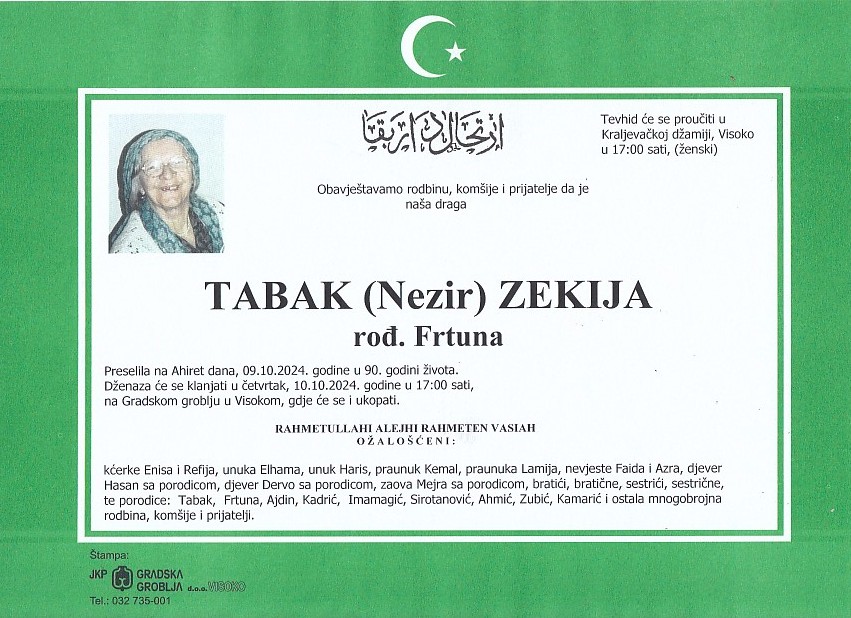 ارتحال دار بقا
Tevhid će se proučiti u
Kraljevačkoj džamiji, Visoko
u 17:00 sati, (ženski)
Obavještavamo rodbinu, komšije i prijatelje da je
naša draga
TABAK (Nezir) ZEKIJA
rođ. Frtuna
Preselila na Ahiret dana, 09.10.2024. godine u 90. godini života.
Dženaza će se klanjati u četvrtak, 10.10.2024. godine u 17:00 sati,
na Gradskom groblju u Visokom, gdje će se i ukopati.
RAHMETULLAHI ALEJHI RAHMETEN VASIAH
OŽALOŠĆENI:
kćerke Enisa i Refija, unuka Elhama, unuk Haris, praunuk Kemal, praunuka Lamija, nevjeste Faida i Azra, djever
Hasan sa porodicom, djever Dervo sa porodicom, zaova Mejra sa porodicom, bratići, bratične, sestrići, sestrične,
te porodice: Tabak, Frtuna, Ajdin, Kadrić, Imamagić, Sirotanović, Ahmić, Zubić, Kamarić i ostala mnogobrojna
rodbina, komšije i prijatelji.
Štampa:
JKP GRADSKA
GROBLJA d.o.o. VISOKO
Tel.: 032 735-001